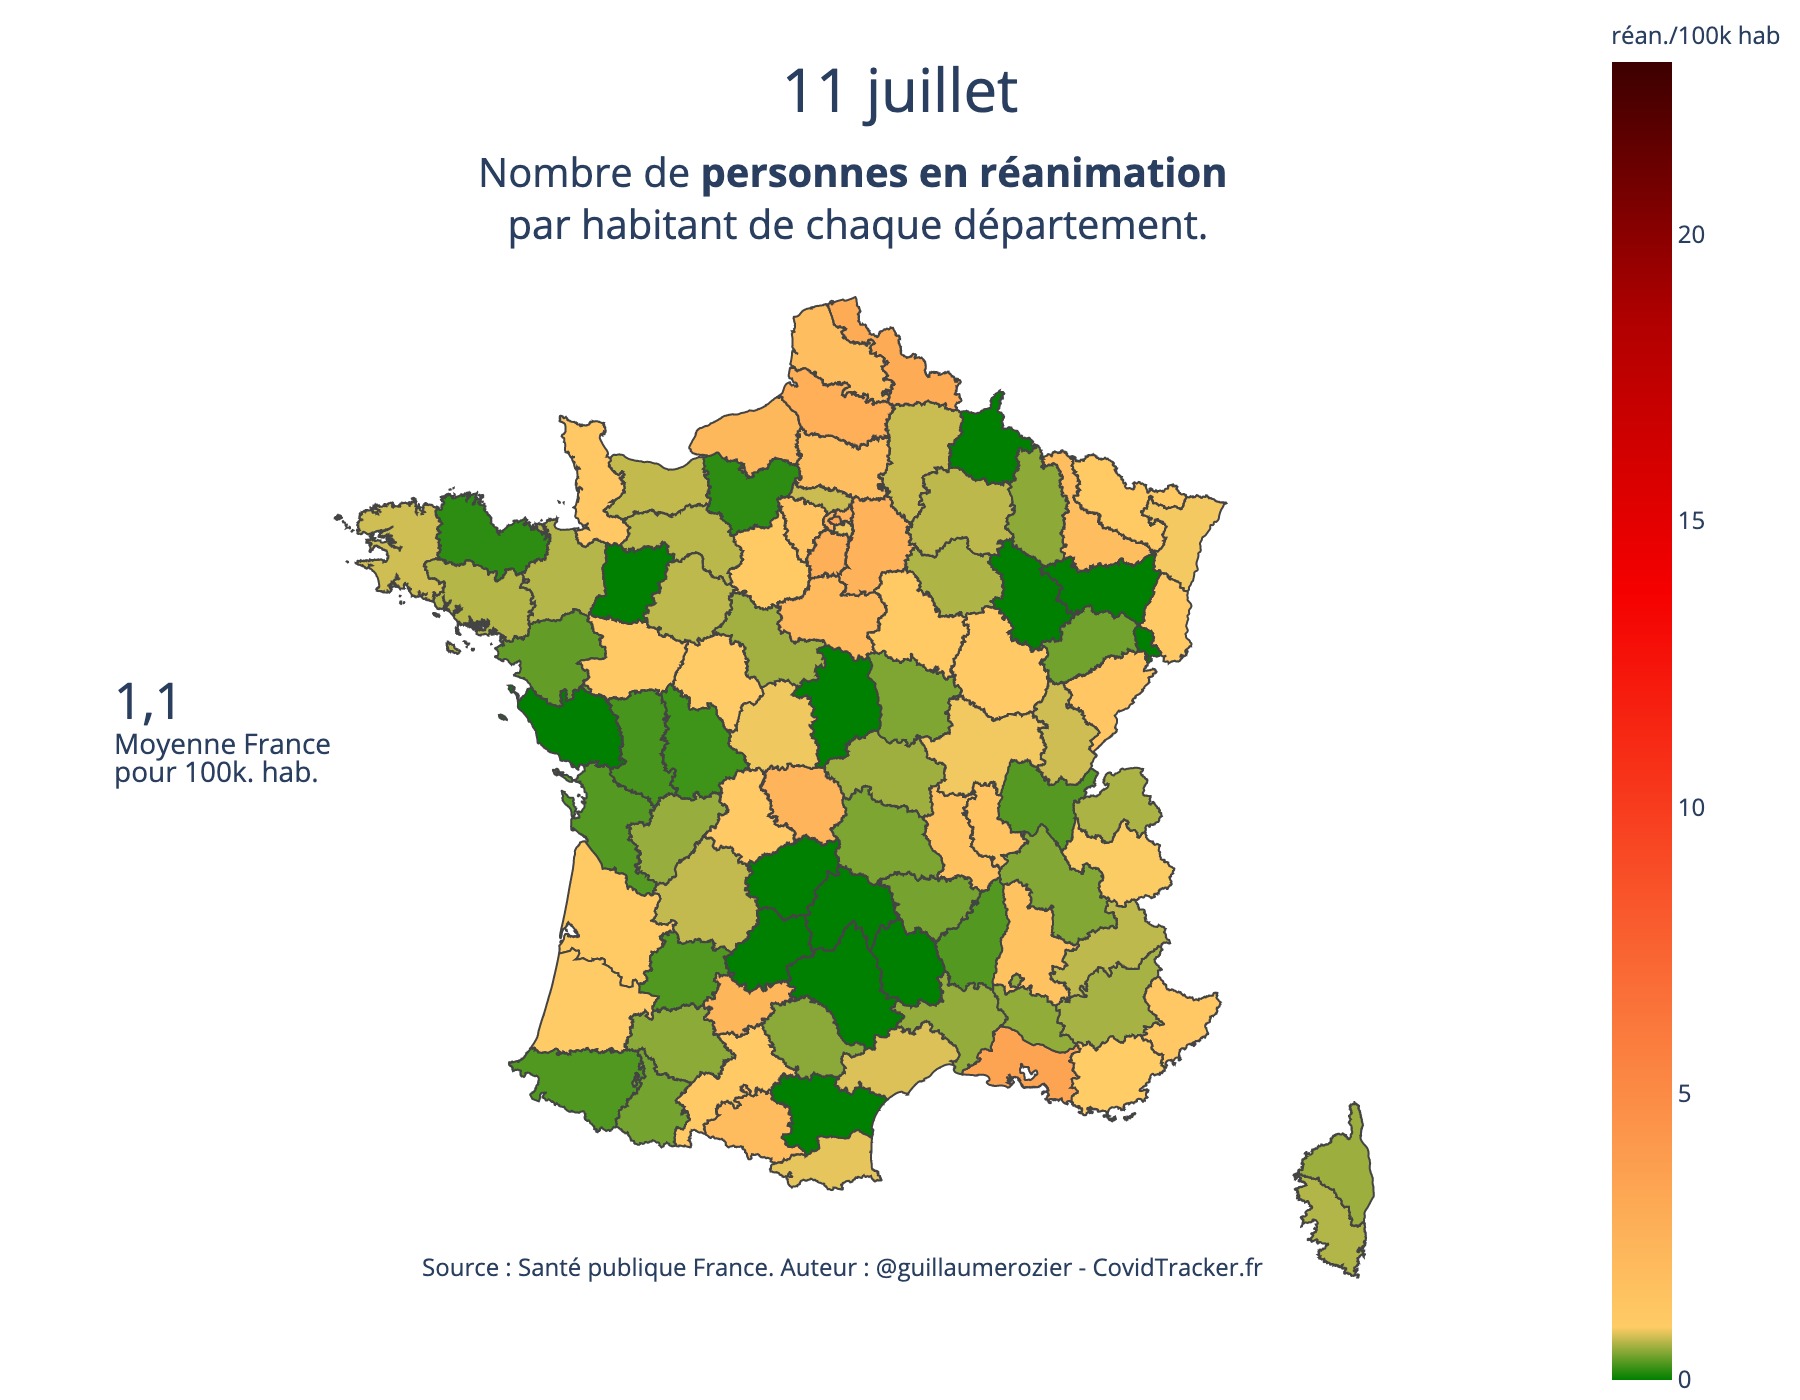 réan./100k hab
11 juillet
Nombre de personnes en réanimation
par habitant de chaque département.
20
15
10
5
0
1,1
Moyenne France
pour 100k. hab.
Source : Santé publique France. Auteur : @guillaumerozier - CovidTracker.fr